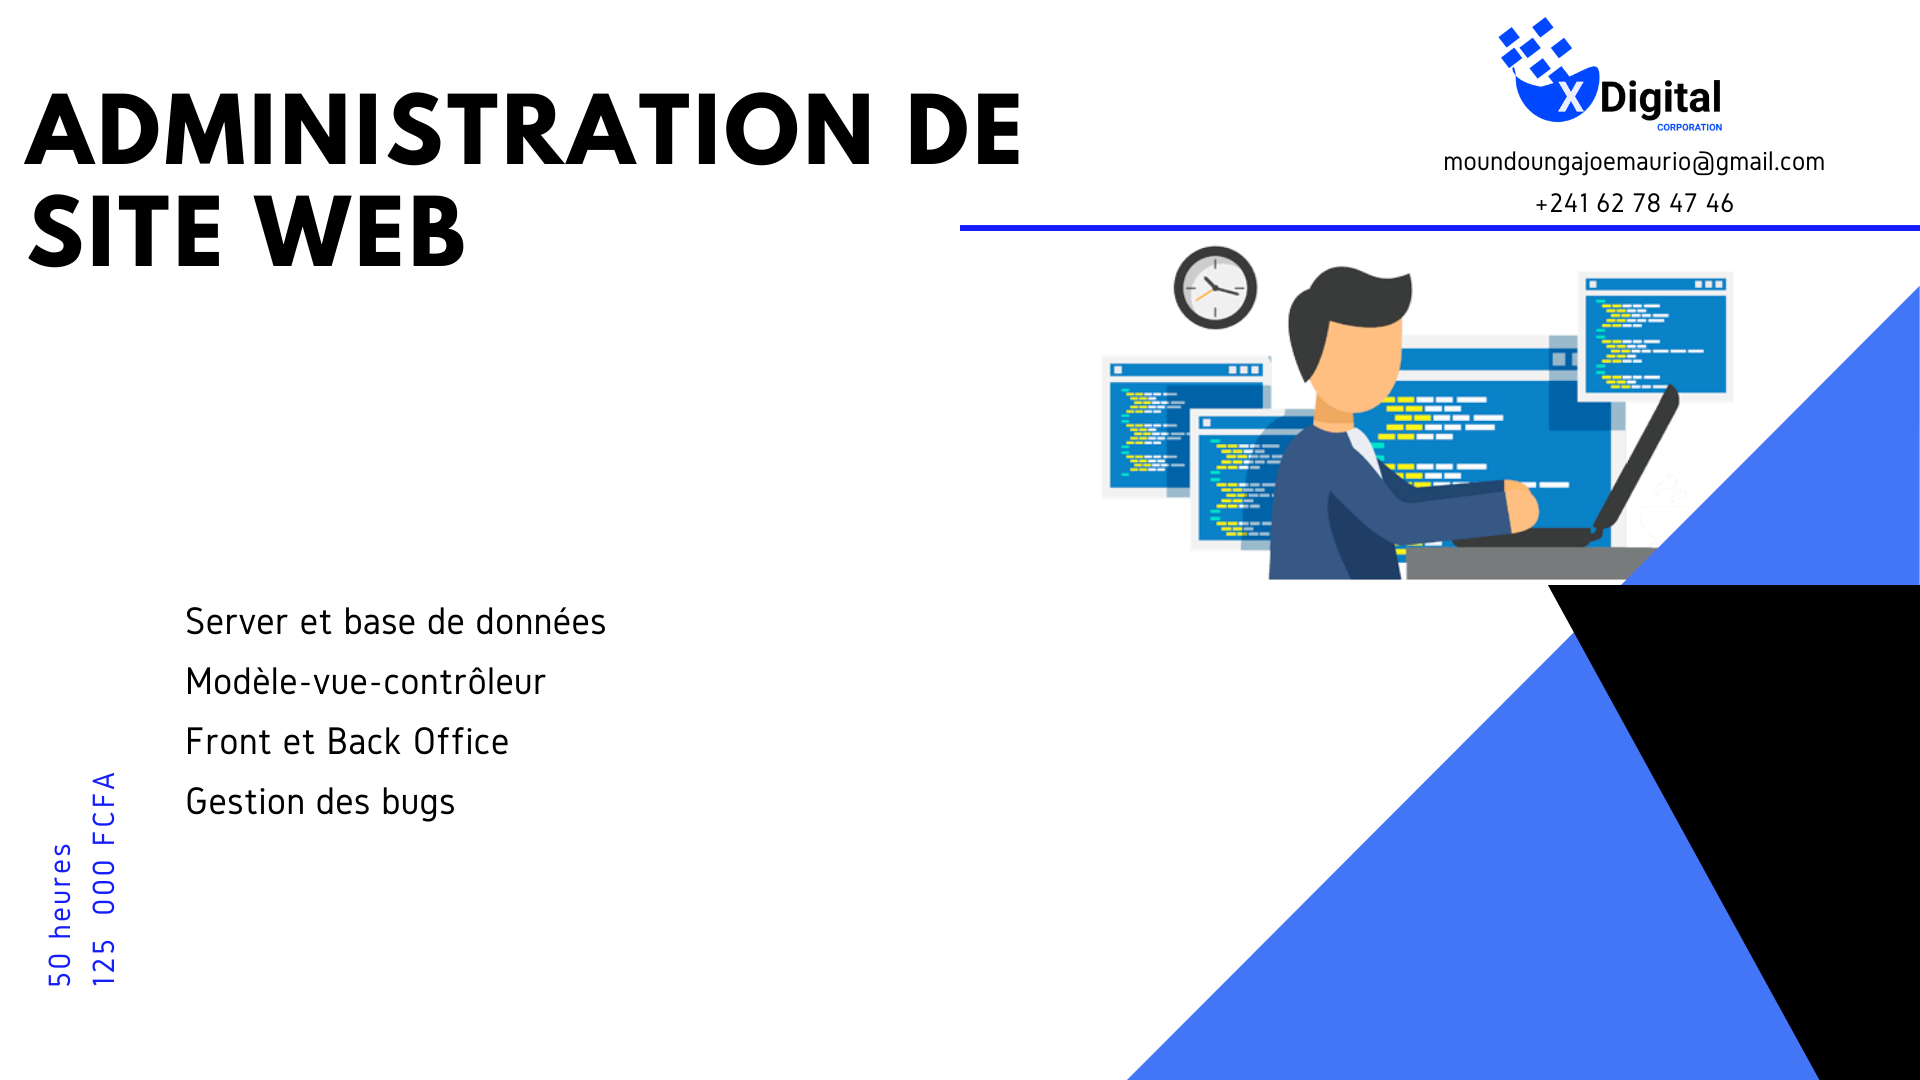 ADMINISTRATION DE
SITE WEB
X Digital
CORPORATION
moundoungajoemaurio@gmail.com
+241 62 78 47 46
Server et base de données
Modèle-vue-contrôleur
Front et Back Office
Gestion des bugs
50 heures
125 000 FCFA